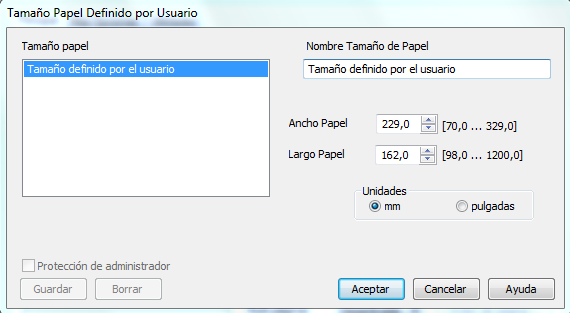 Tamaño Papel Definido por Usuario
Tamaño papel
Tamaño definido por el usuario
Nombre Tamaño de Papel
Tamaño definido por el usuario
Ancho Papel 229,0 [70,0 ... 329,0]
Largo Papel 162,0 [98,0 ... 1200,0]
Unidades
mm pulgadas
Protección de administrador
Guardar Borrar Aceptar Cancelar Ayuda